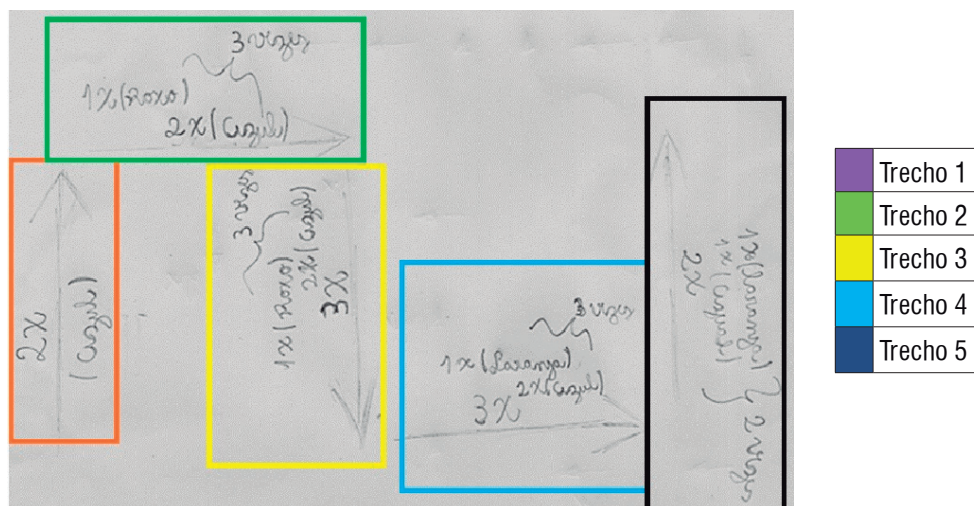 3 vezes
1x (Roxo)
2x (Azul)
2x
(Azul)
3 vezes
1x (Roxo)
2x (Azul)
3x
3 vezes
1x (Laranja)
2x (Azul)
3x
2x
1x (Azul)
1x (Laranja)
2 vezes
Trecho 1
Trecho 2
Trecho 3
Trecho 4
Trecho 5